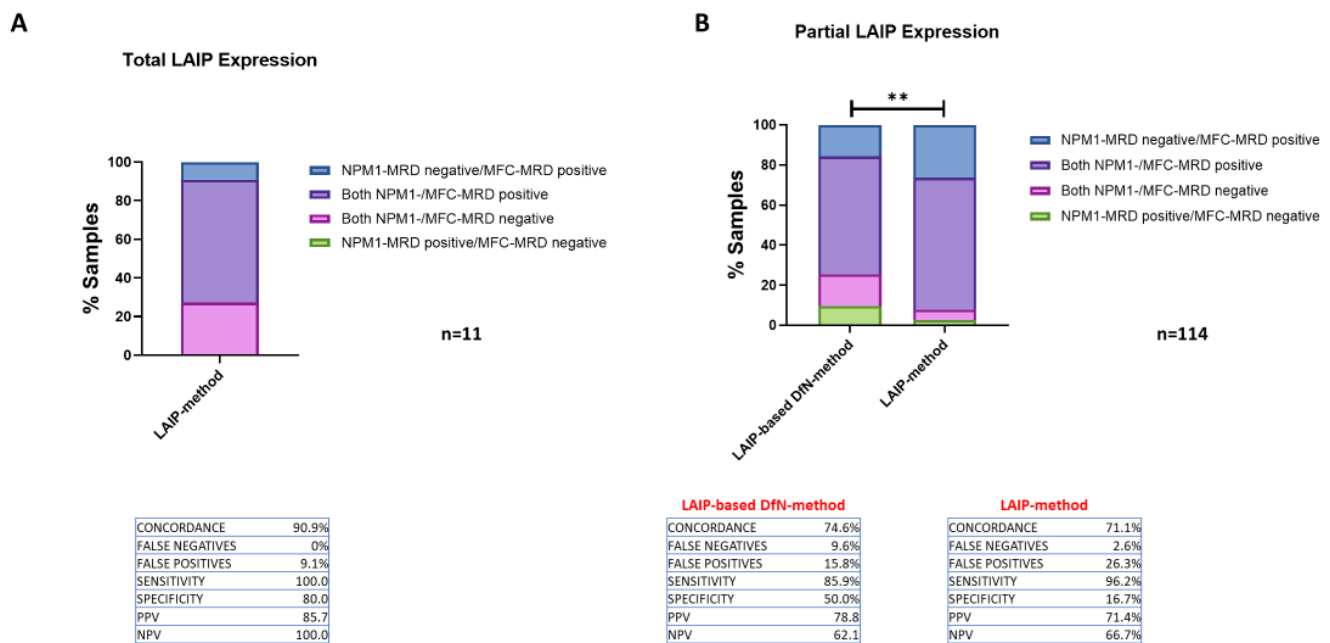 A
Total LAIP Expression
% Samples
100
80
60
40
20
0
LAIP-method
NPM1-MRD negative/MFC-MRD positive
Both NPM1-/MFC-MRD positive
Both NPM1-/MFC-MRD negative
NPM1-MRD positive/MFC-MRD negative
n=11
CONCORDANCE 90.9%
FALSE NEGATIVES 0%
FALSE POSITIVES 9.1%
SENSITIVITY 100.0
SPECIFICITY 80.0
PPV 85.7
NPV 100.0
B
Partial LAIP Expression
**
% Samples
100
80
60
40
20
0
LAIP-based DfN-method
LAIP-method
NPM1-MRD negative/MFC-MRD positive
Both NPM1-/MFC-MRD positive
Both NPM1-/MFC-MRD negative
NPM1-MRD positive/MFC-MRD negative
n=114
LAIP-based DfN-method
CONCORDANCE 74.6%
FALSE NEGATIVES 9.6%
FALSE POSITIVES 15.8%
SENSITIVITY 85.9%
SPECIFICITY 50.0%
PPV 78.8
NPV 62.1
LAIP-method
CONCORDANCE 71.1%
FALSE NEGATIVES 2.6%
FALSE POSITIVES 26.3%
SENSITIVITY 96.2%
SPECIFICITY 16.7%
PPV 71.4%
NPV 66.7%